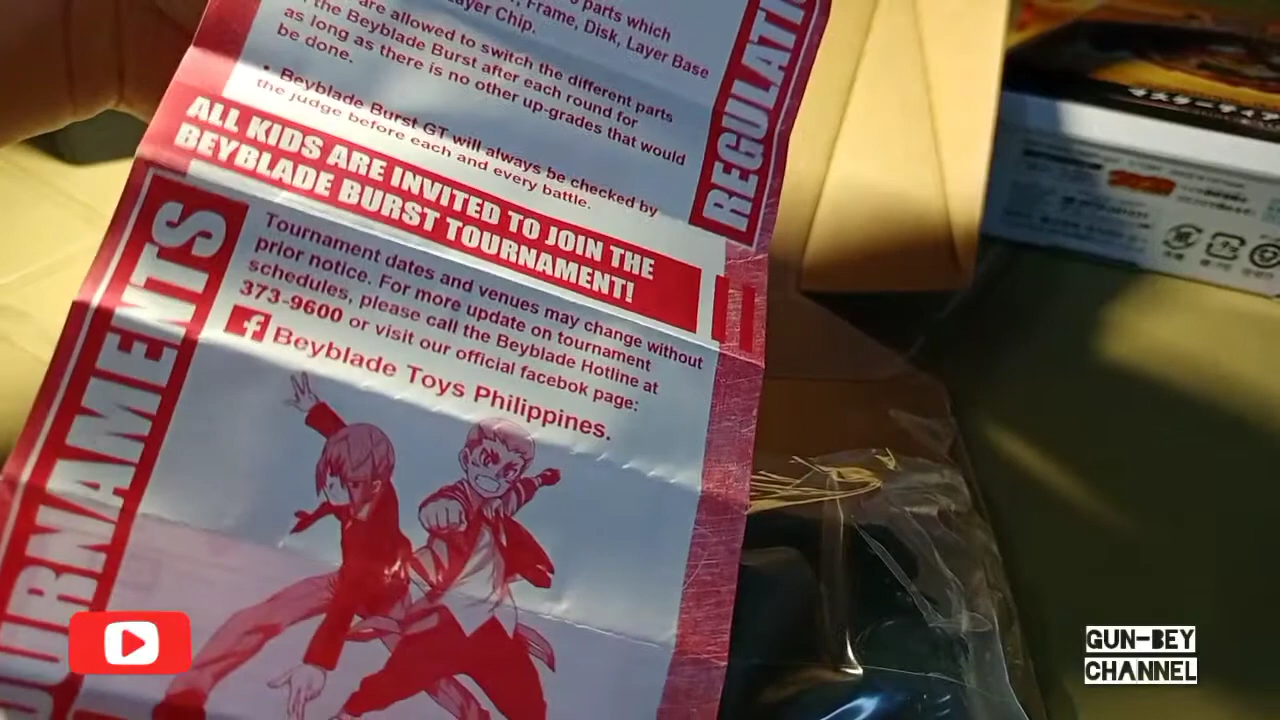 parts which
, Frame, Disk, Layer Base
Layer Chip.
are allowed to switch the different parts
the Beyblade Burst after each round for
as long as there is no other up-grades that would
be done.
• Beyblade Burst GT will always be checked by
the judge before each and every battle.
REGULATIO
ALL KIDS ARE INVITED TO JOIN THE
BEYBLADE BURST TOURNAMENT!
TOURNAMENTS
Tournament dates and venues may change without
prior notice. For more update on tournament
schedules, please call the Beyblade Hotline at
373-9600 or visit our official facebok page:
f Beyblade Toys Philippines.
GUN-BEY
CHANNEL